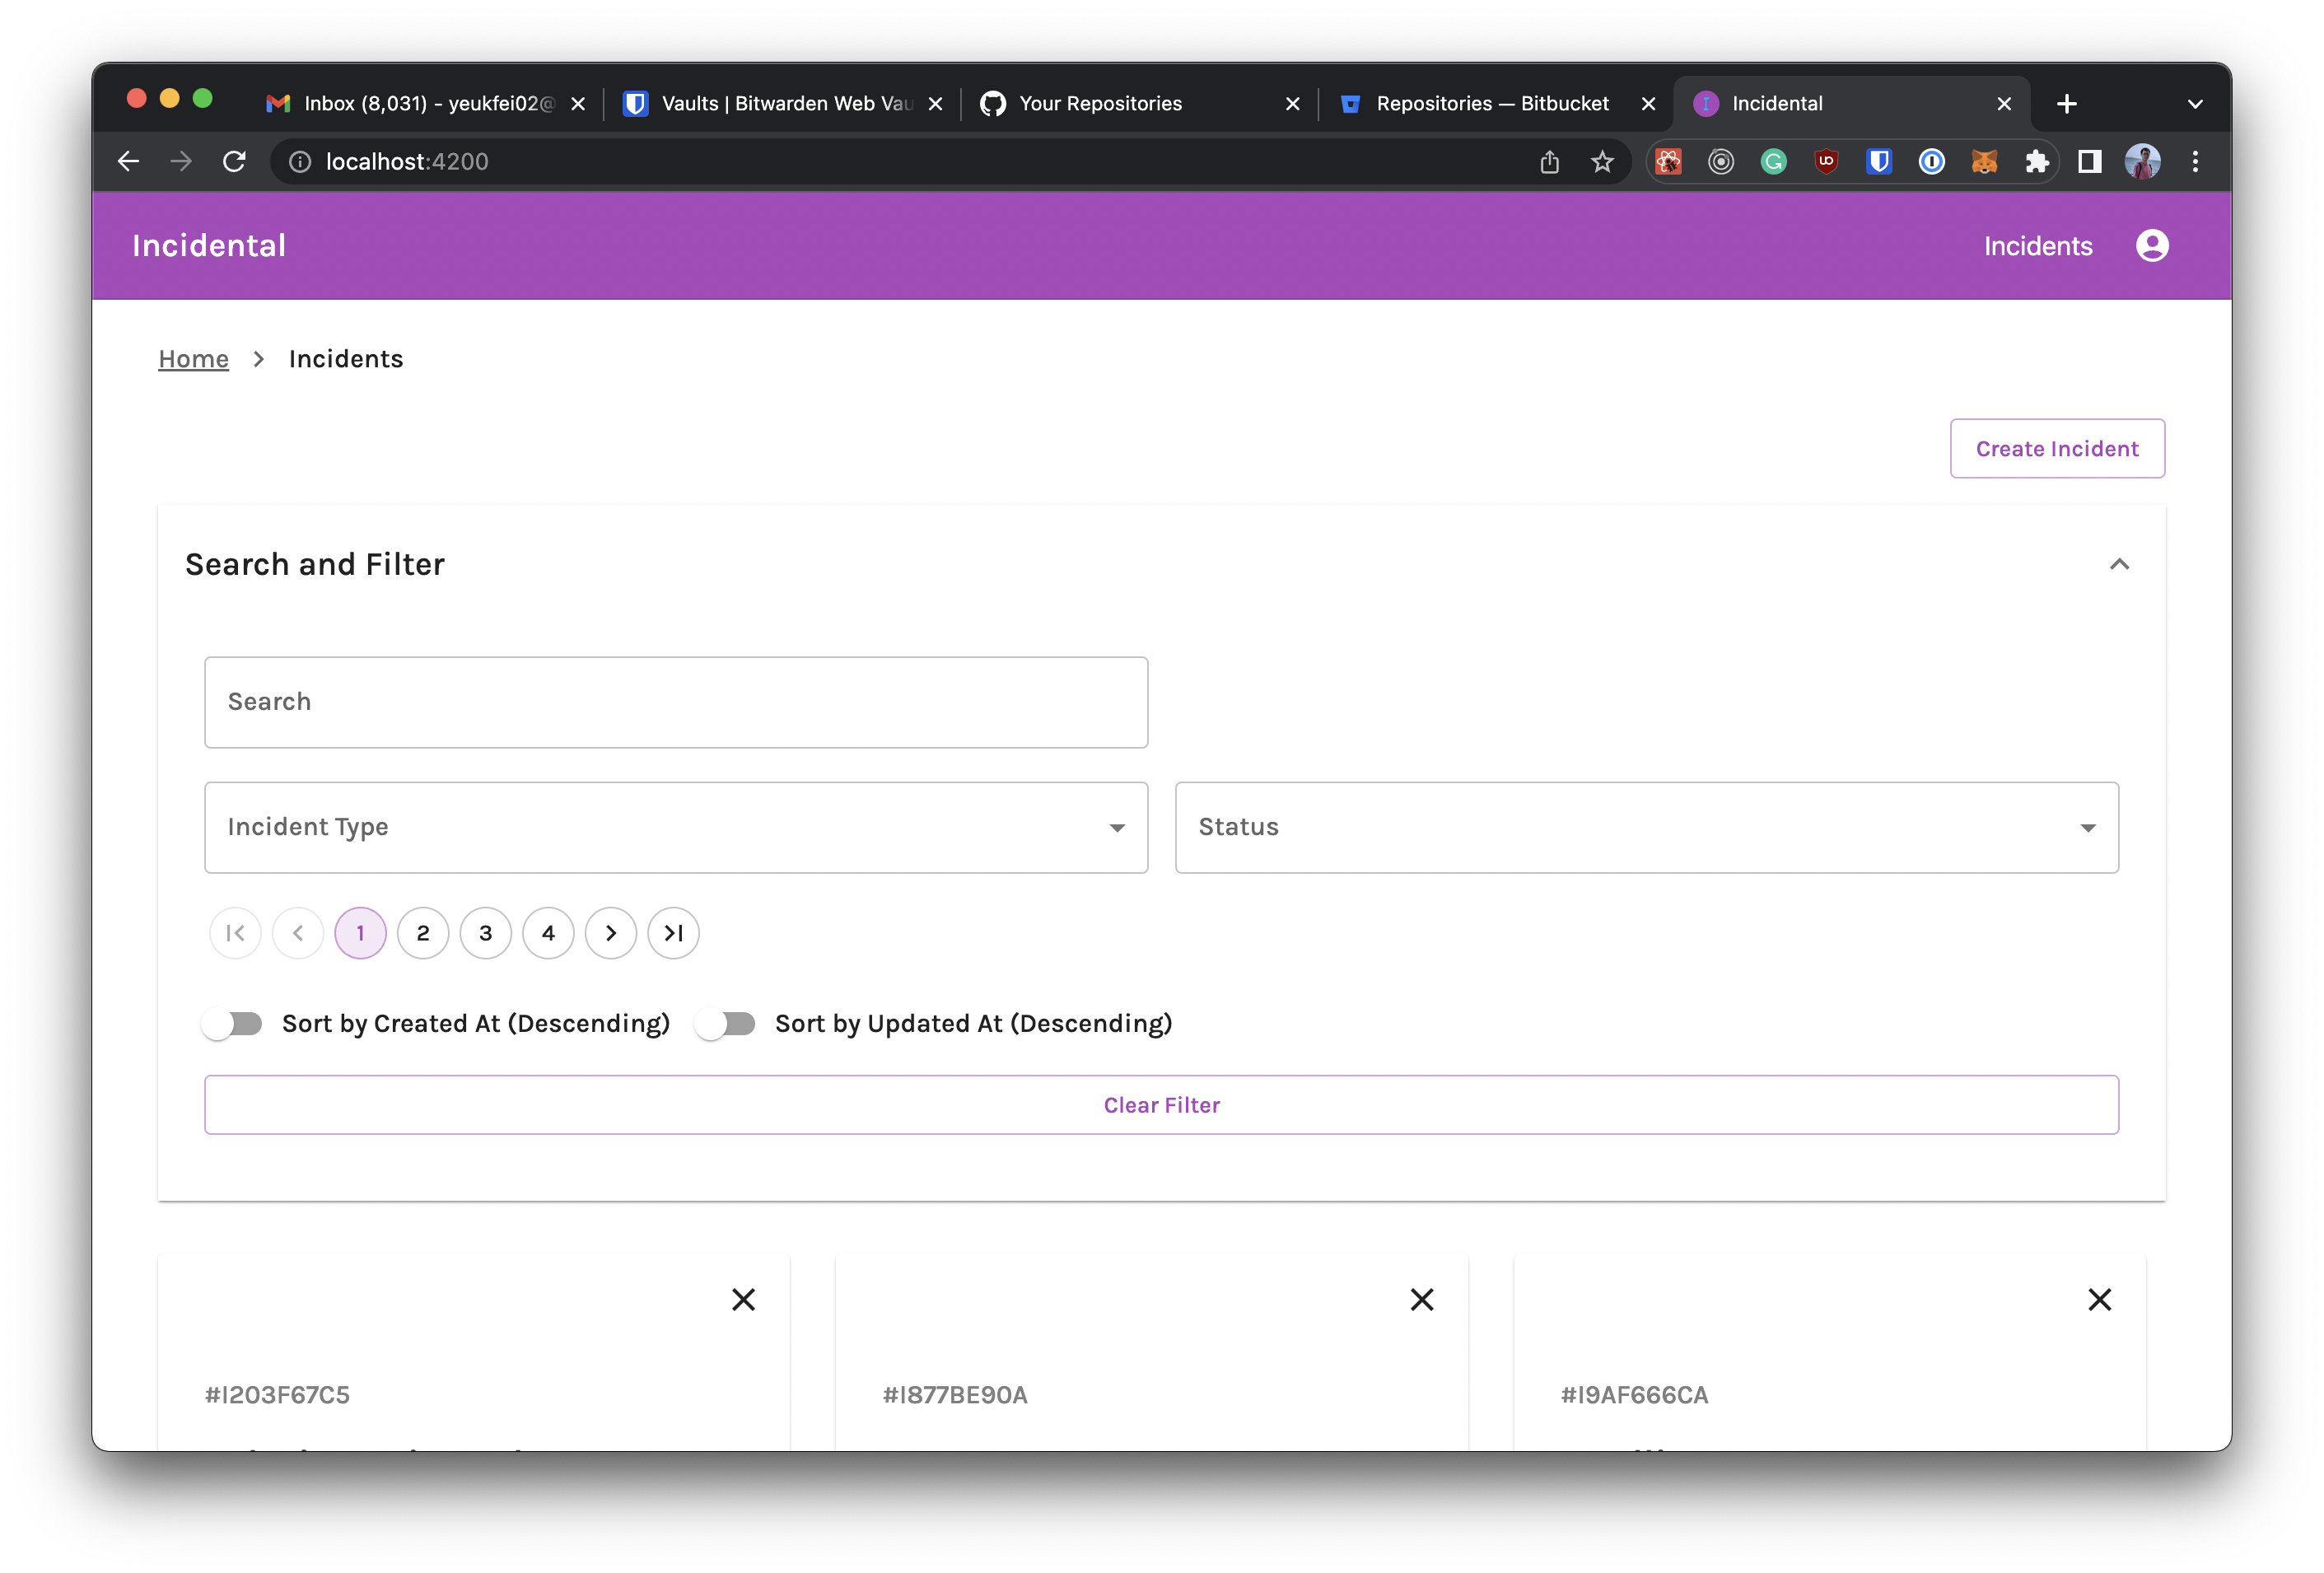 Inbox (8,031) - yeukfei02@
Vaults | Bitwarden Web Vau
Your Repositories
Repositories — Bitbucket
Incidental
localhost:4200
Incidental
Incidents
Home
Incidents
Create Incident
Search and Filter
Search
Incident Type
Status
1 2 3 4
Sort by Created At (Descending)
Sort by Updated At (Descending)
Clear Filter
#I203F67C5
#I877BE90A
#I9AF666CA